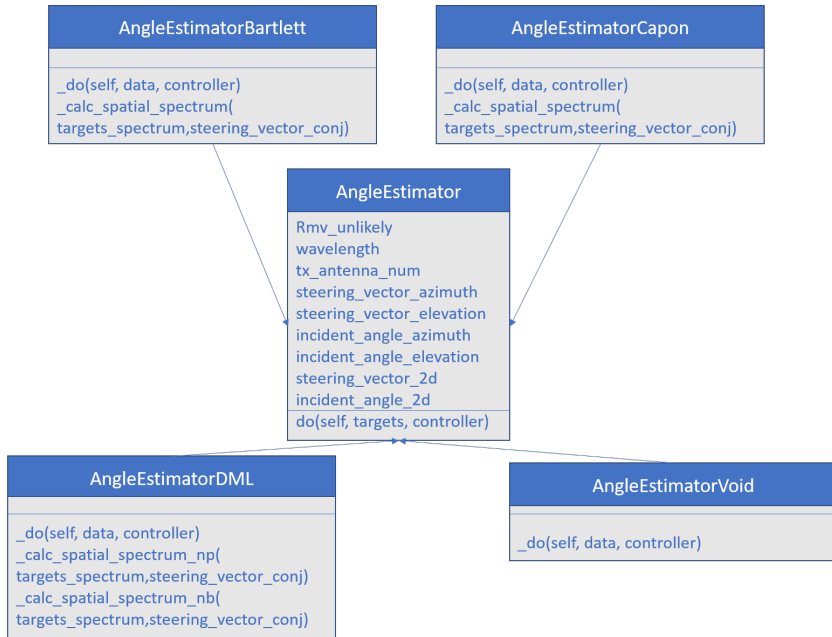 AngleEstimatorBartlett
_do(self, data, controller)
_calc_spatial_spectrum(
targets_spectrum,steering_vector_conj)
AngleEstimatorCapon
_do(self, data, controller)
_calc_spatial_spectrum(
targets_spectrum,steering_vector_conj)
AngleEstimator
Rmv_unlikely
wavelength
tx_antenna_num
steering_vector_azimuth
steering_vector_elevation
incident_angle_azimuth
incident_angle_elevation
steering_vector_2d
incident_angle_2d
do(self, targets, controller)
AngleEstimatorDML
_do(self, data, controller)
_calc_spatial_spectrum_np(
targets_spectrum,steering_vector_conj)
_calc_spatial_spectrum_nb(
targets_spectrum,steering_vector_conj)
AngleEstimatorVoid
_do(self, data, controller)